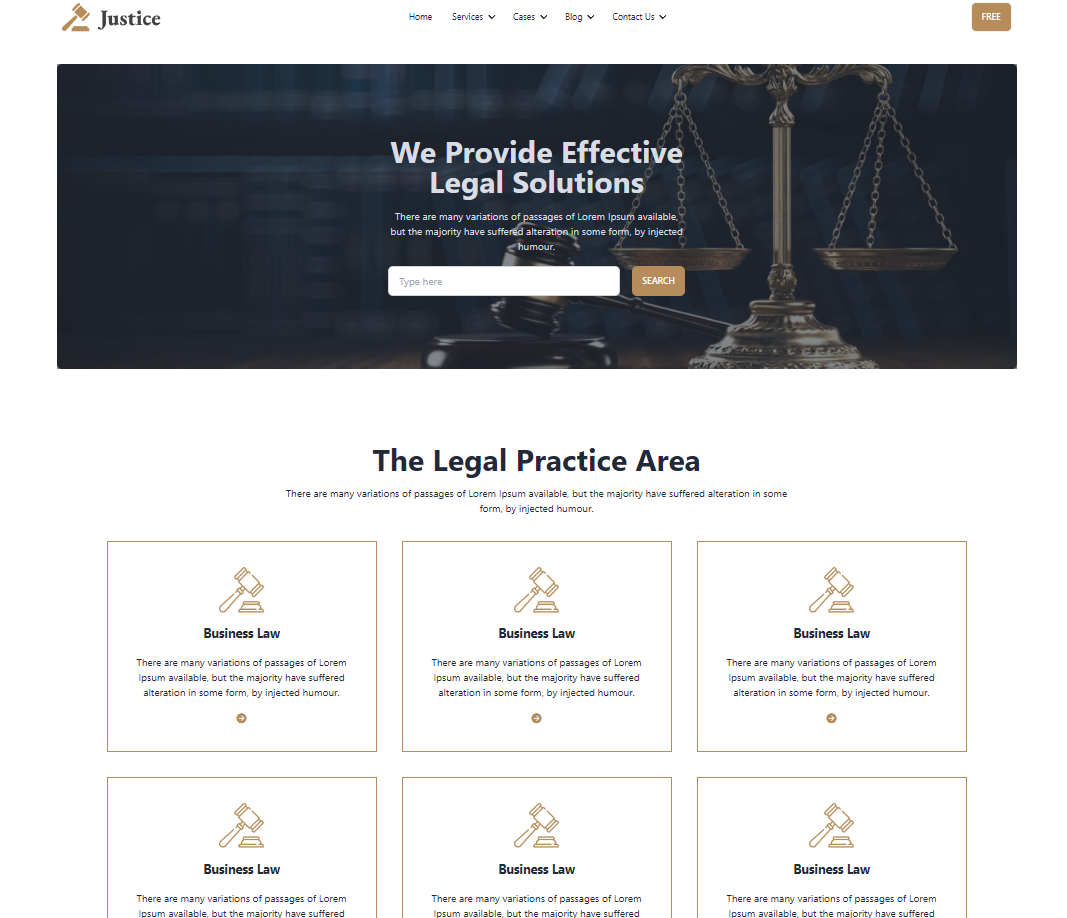 Justice
Home Services Cases Blog Contact Us
FREE
We Provide Effective
Legal Solutions
There are many variations of passages of Lorem Ipsum available,
but the majority have suffered alteration in some form, by injected
humour.
Type here
SEARCH
The Legal Practice Area
There are many variations of passages of Lorem Ipsum available, but the majority have suffered alteration in some
form, by injected humour.
Business Law
There are many variations of passages of Lorem
Ipsum available, but the majority have suffered
alteration in some form, by injected humour.
Business Law
There are many variations of passages of Lorem
Ipsum available, but the majority have suffered
alteration in some form, by injected humour.
Business Law
There are many variations of passages of Lorem
Ipsum available, but the majority have suffered
alteration in some form, by injected humour.
Business Law
There are many variations of passages of Lorem
Ipsum available, but the majority have suffered
Business Law
There are many variations of passages of Lorem
Ipsum available, but the majority have suffered
Business Law
There are many variations of passages of Lorem
Ipsum available, but the majority have suffered